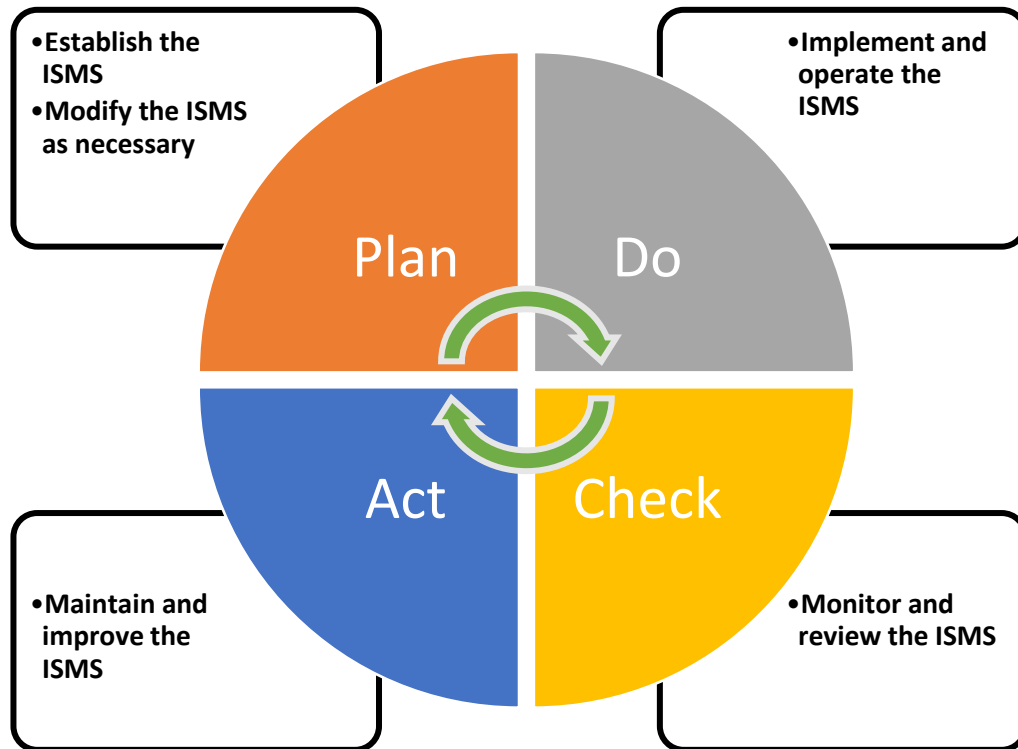 •Establish the
ISMS
•Modify the ISMS
as necessary
•Implement and
operate the
ISMS
Plan
Do
Act
Check
•Maintain and
improve the
ISMS
•Monitor and
review the ISMS